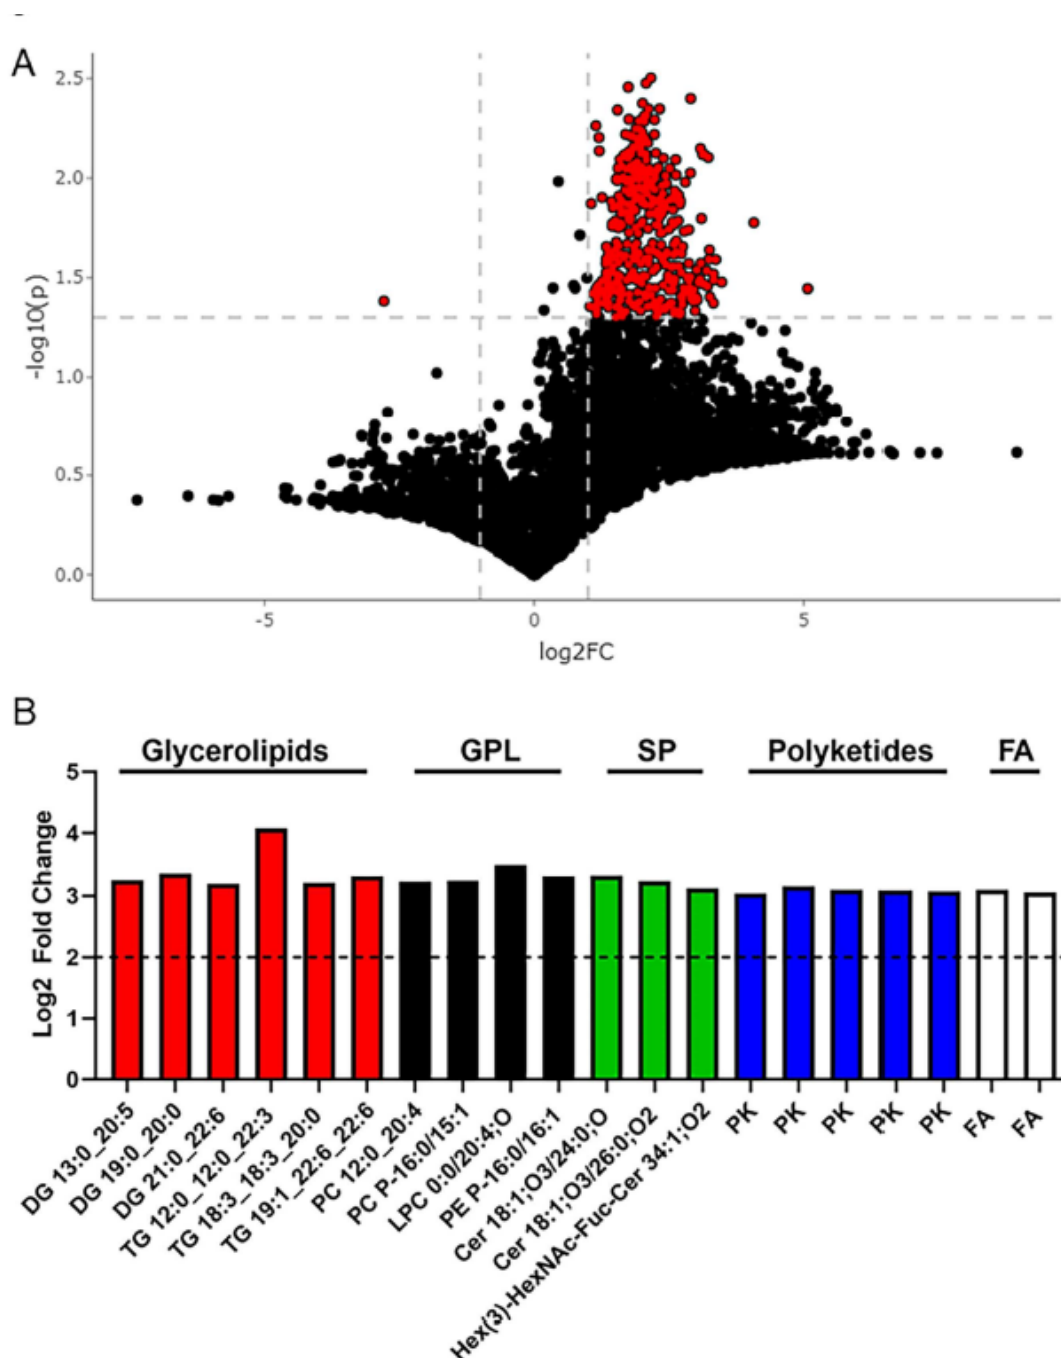 A
2.5
2.0
1.5
1.0
0.5
0.0
-log10(p)
-5 0 5
log2FC
B
Glycerolipids GPL SP Polyketides FA
5
4
3
2
1
0
Log2 Fold Change
DG 13:0_20:5
DG 19:0_20:0
DG 21:0_22:6
TG 12:0_12:0_22:3
TG 18:3_18:3_20:0
TG 19:1_22:6_22:6
PC 12:0_20:4
PC P-16:0/15:1
LPC 0:0/20:4;O
PE P-16:0/16:1
Cer 18:1;O3/24:0;O
Cer 18:1;O3/26:0;O2
Hex(3)-HexNAc-Fuc-Cer 34:1;O2
PK
PK
PK
PK
PK
FA
FA